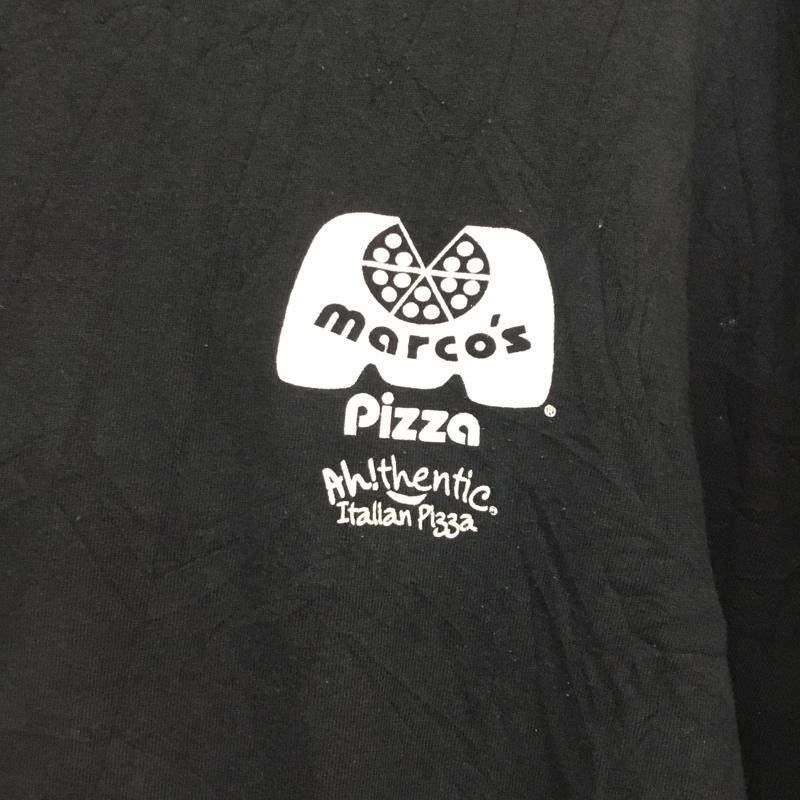 marco's
®
Pizza
Ah!thentic®
Italian Pizza